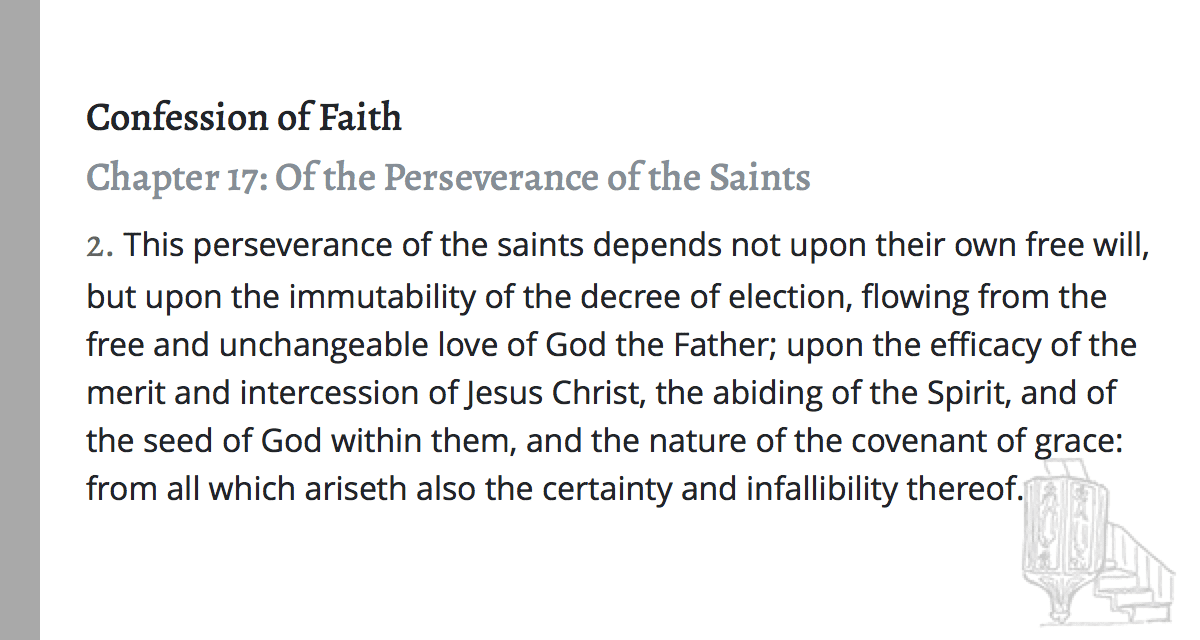 Confession of Faith
Chapter 17: Of the Perseverance of the Saints
2. This perseverance of the saints depends not upon their own free will,
but upon the immutability of the decree of election, flowing from the
free and unchangeable love of God the Father; upon the efficacy of the
merit and intercession of Jesus Christ, the abiding of the Spirit, and of
the seed of God within them, and the nature of the covenant of grace:
from all which ariseth also the certainty and infallibility thereof.